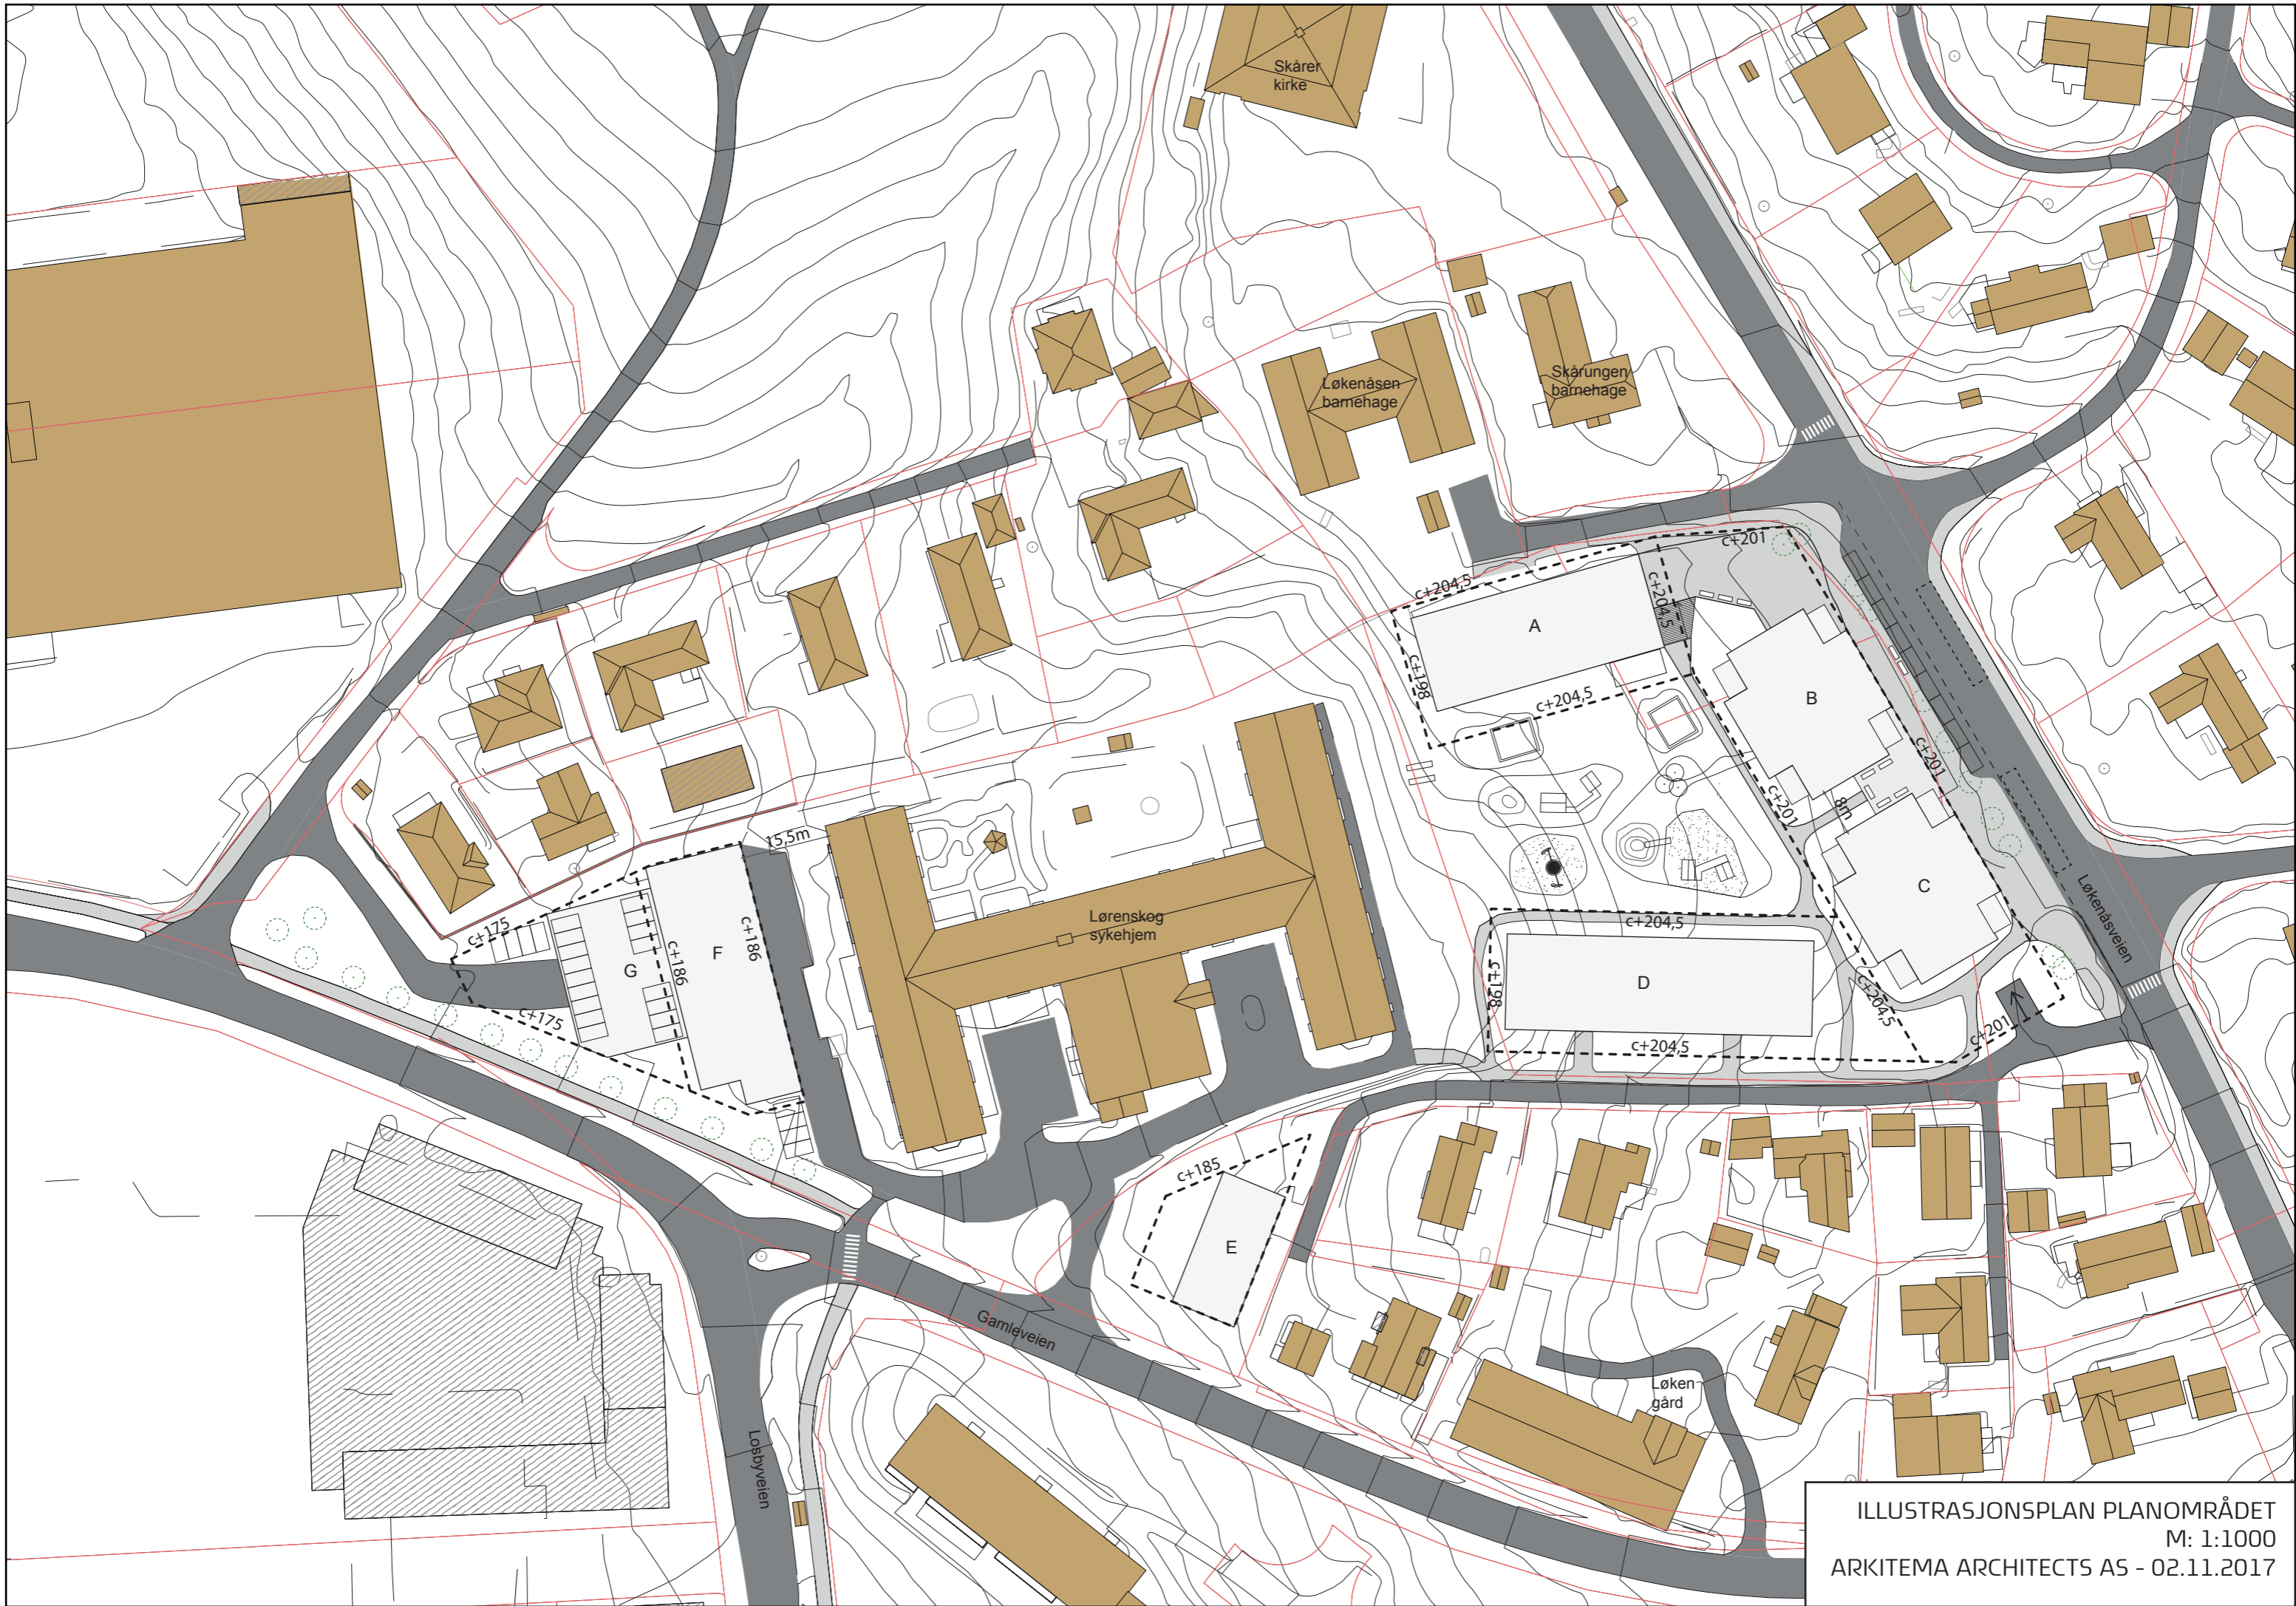 Skårer
kirke
Løkenåsen
barnehage
Skårungen
barnehage
c+201
c+204,5
c+204,5
A
c+198
c+204,5
B
c+201
c+201
8m
15,5m
C
Løkenåsveien
Lørenskog
sykehjem
c+175
c+186
F
c+186
G
c+175
c+204,5
c+198
D
c+204,5
c+204,5
c+201
c+185
E
Gamleveien
Løken
gård
Losbyveien
ILLUSTRASJONSPLAN PLANOMRÅDET
M: 1:1000
ARKITEMA ARCHITECTS AS - 02.11.2017